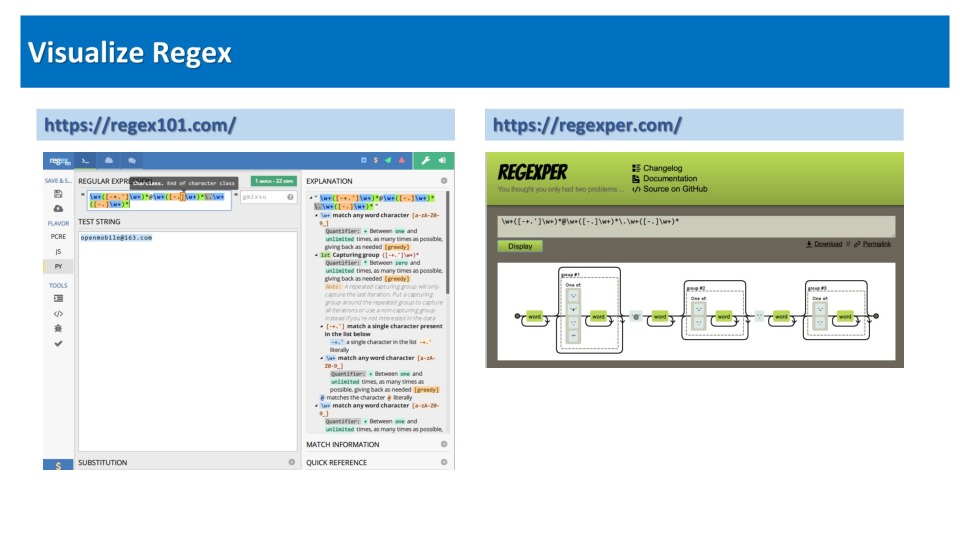 Visualize Regex
https://regex101.com/
SAVE & S...
FLAVOR
PCRE
JS
PY
TOOLS
$
REGULAR EXPRESSION
Charclass. End of character class
1 MATCH - 22 STEPS
" \w+([-+.']\w+)*@\w+([-.]\w+)*\.\w+
([-.]\w+)* " gmixsu
TEST STRING
openmobile@163.com
SUBSTITUTION
EXPLANATION
" \w+([-+.']\w+)*@\w+([-.]\w+)*
\.\w+([-.]\w+)* "
\w+ match any word character [a-zA-Z0-
9_]
Quantifier: + Between one and
unlimited times, as many times as possible,
giving back as needed [greedy]
1st Capturing group ([-+.']\w+)*
Quantifier: * Between zero and
unlimited times, as many times as possible,
giving back as needed [greedy]
Note: A repeated capturing group will only
capture the last iteration. Put a capturing
group around the repeated group to capture
all iterations or use a non-capturing group
instead if you're not interested in the data
[-+.'] match a single character present
in the list below
-+.' a single character in the list -+.'
literally
\w+ match any word character [a-zA-
Z0-9_]
Quantifier: + Between one and
unlimited times, as many times as
possible, giving back as needed [greedy]
@ matches the character @ literally
\w+ match any word character [a-zA-Z0-
9_]
Quantifier: + Between one and
unlimited times, as many times as possible,
MATCH INFORMATION
QUICK REFERENCE
https://regexper.com/
REGEXPER
You thought you only had two problems...
Changelog
Documentation
</> Source on GitHub
\w+([-+.']\w+)*@\w+([-.]\w+)*\.\w+([-.]\w+)*
Display
Download // Permalink
group #1
One of:
word
word
"@"
word
group #2
One of:
word
"."
word
group #3
One of:
word